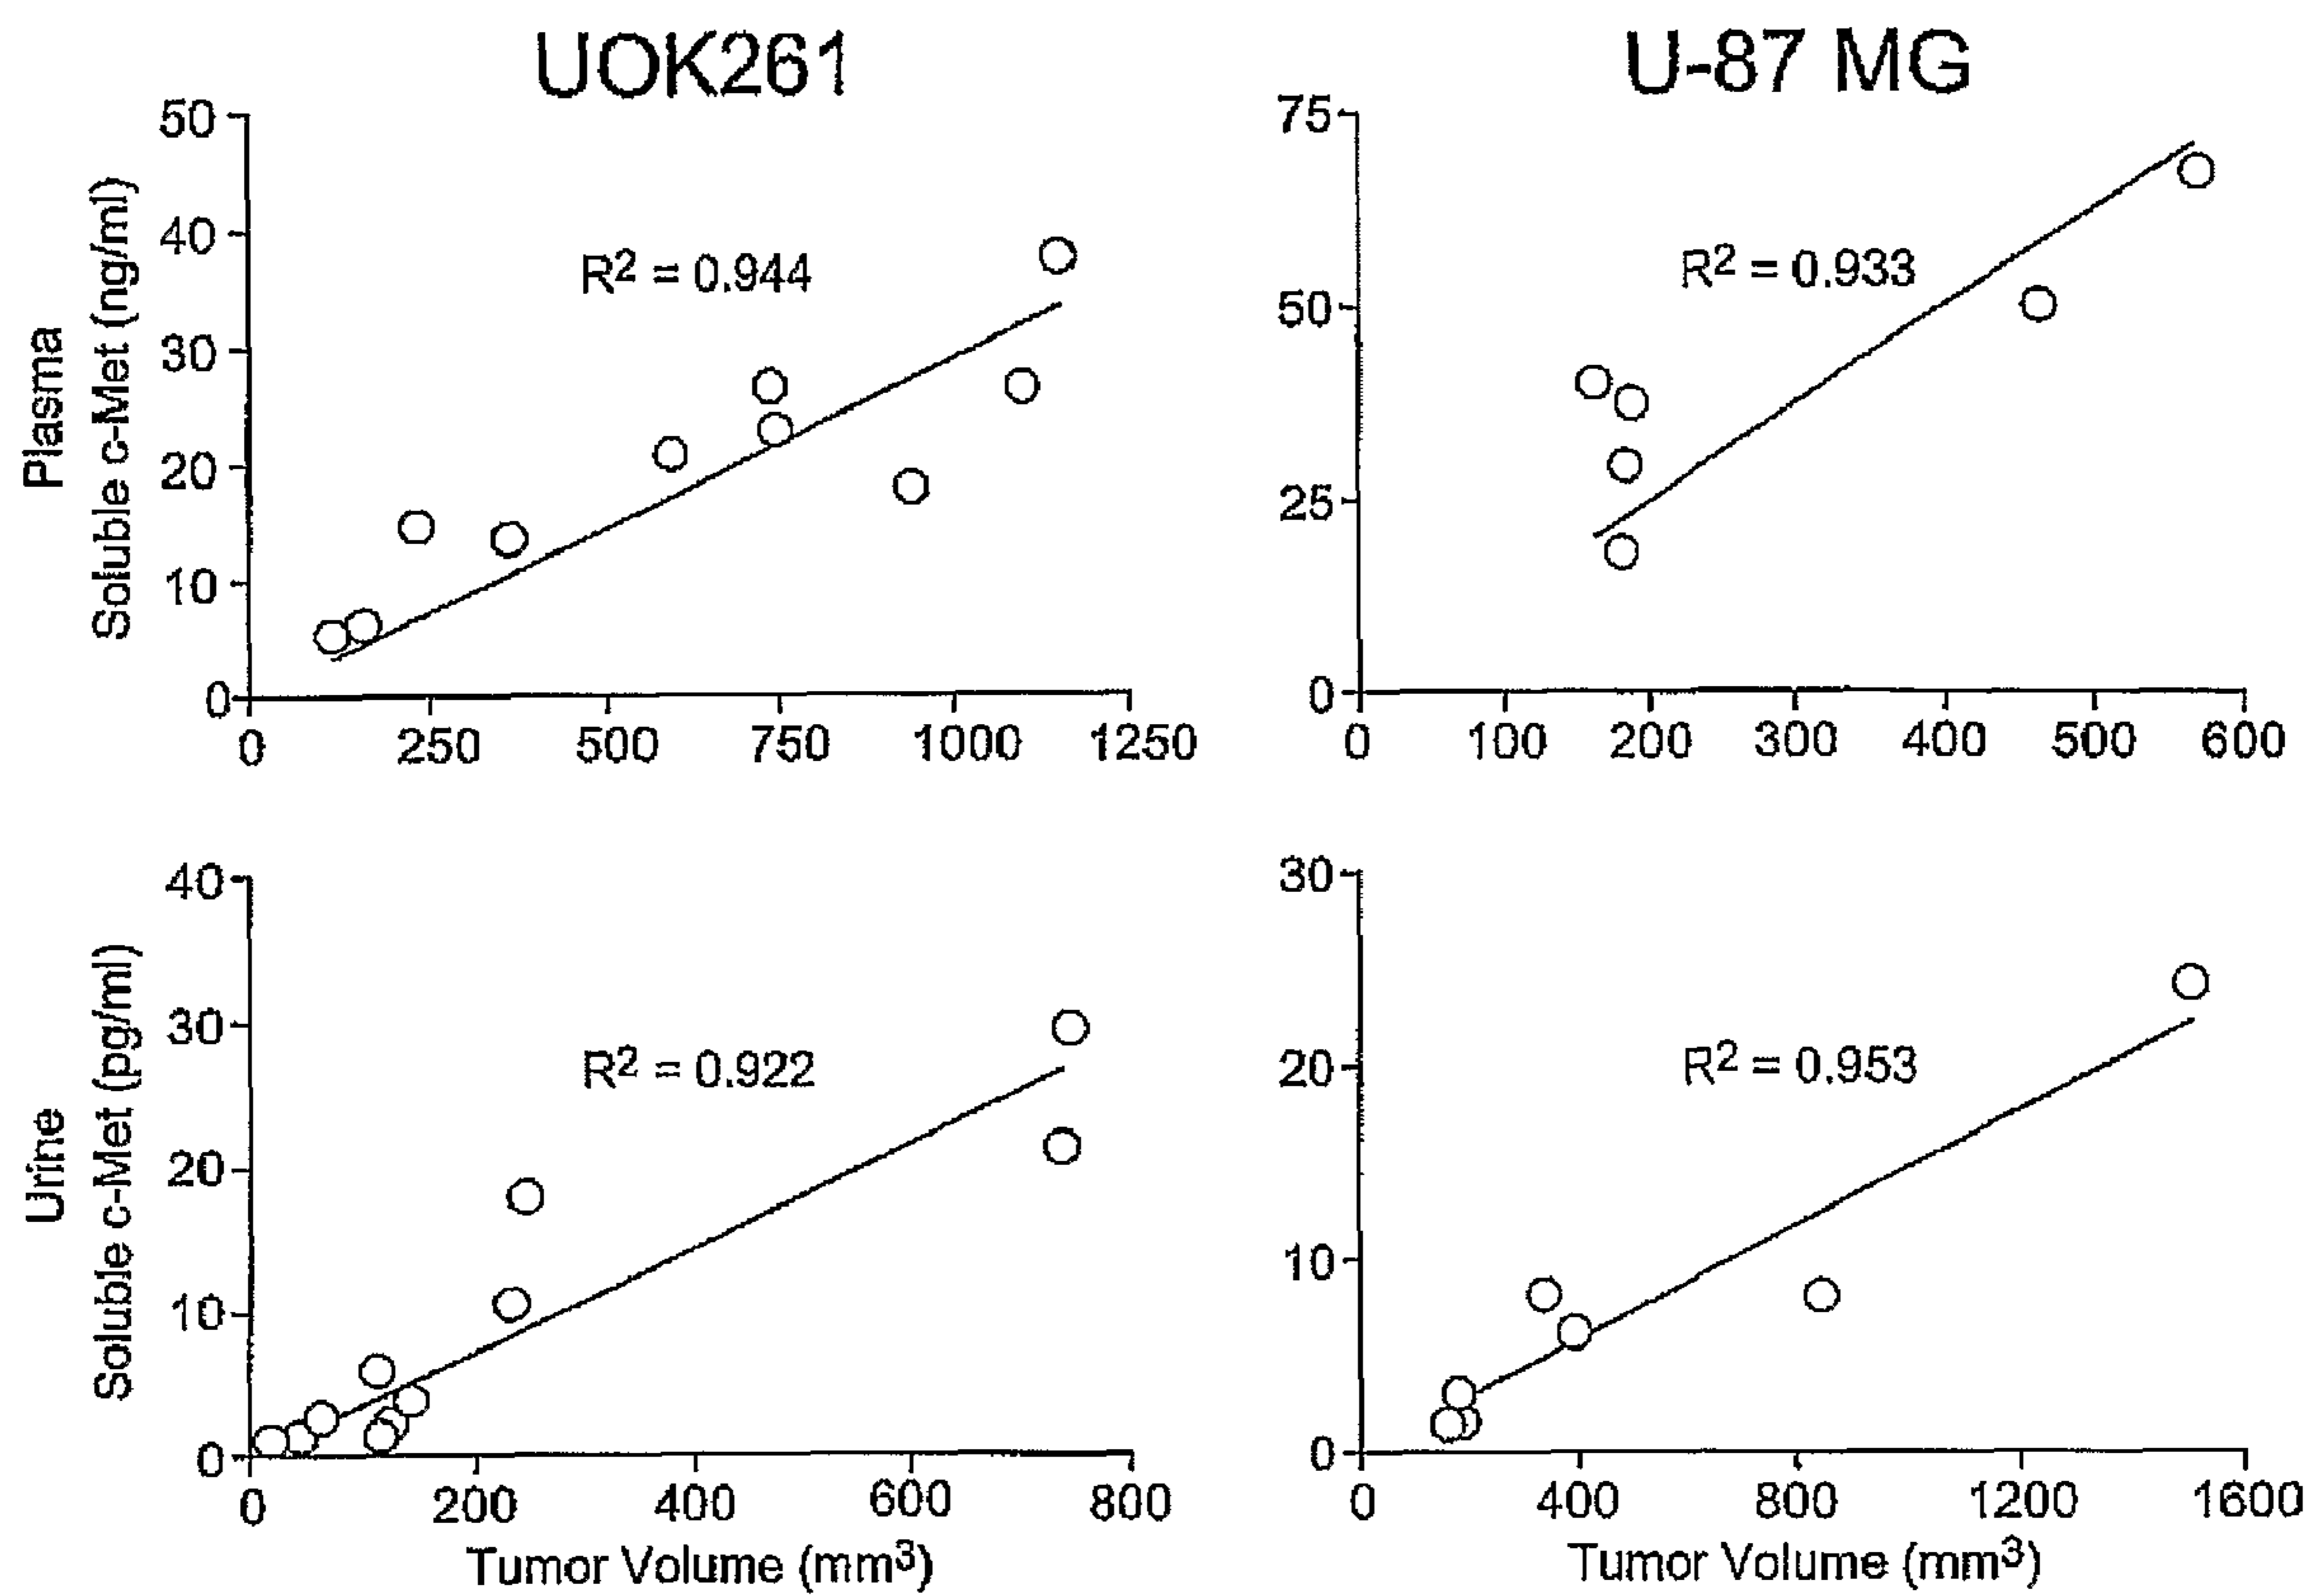 UOK261
U-87 MG
Plasma
Soluble c-Met (ng/ml)
50
40
30
20
10
0
R² = 0.944
0 250 500 750 1000 1250
75
50
25
0
R² = 0.933
0 100 200 300 400 500 600
Urine
Soluble c-Met (pg/ml)
40
30
20
10
0
R² = 0.922
0 200 400 600 800
Tumor Volume (mm³)
30
20
10
0
R² = 0.953
0 400 800 1200 1600
Tumor Volume (mm³)